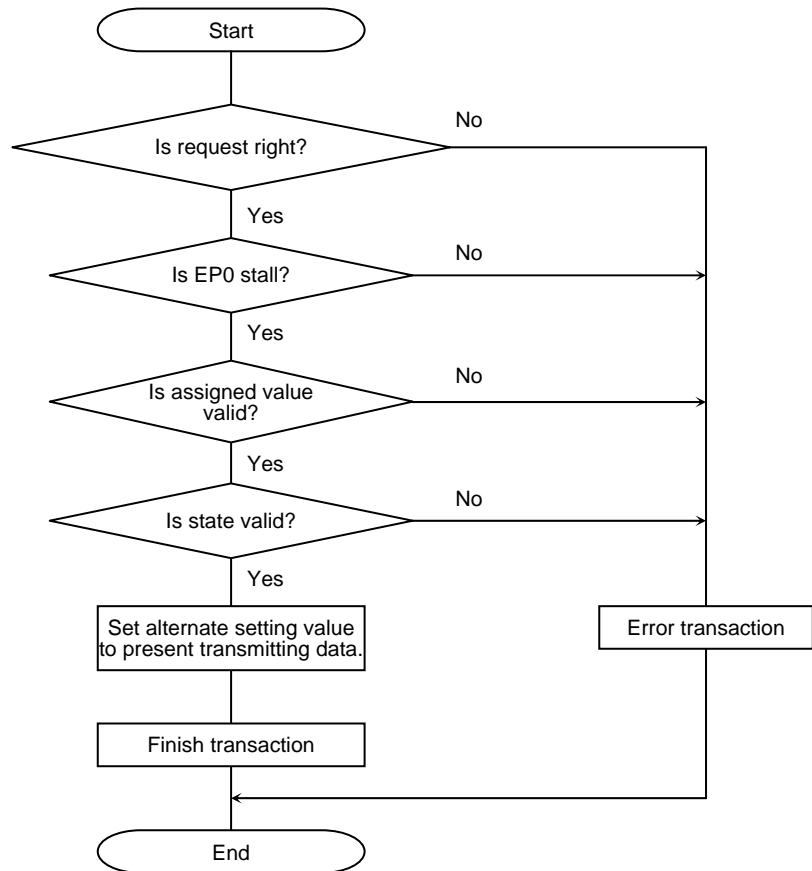 Start
Is request right?
No
Yes
Is EP0 stall?
No
Yes
Is assigned value
valid?
No
Yes
Is state valid?
No
Yes
Set alternate setting value
to present transmitting data.
Error transaction
Finish transaction
End